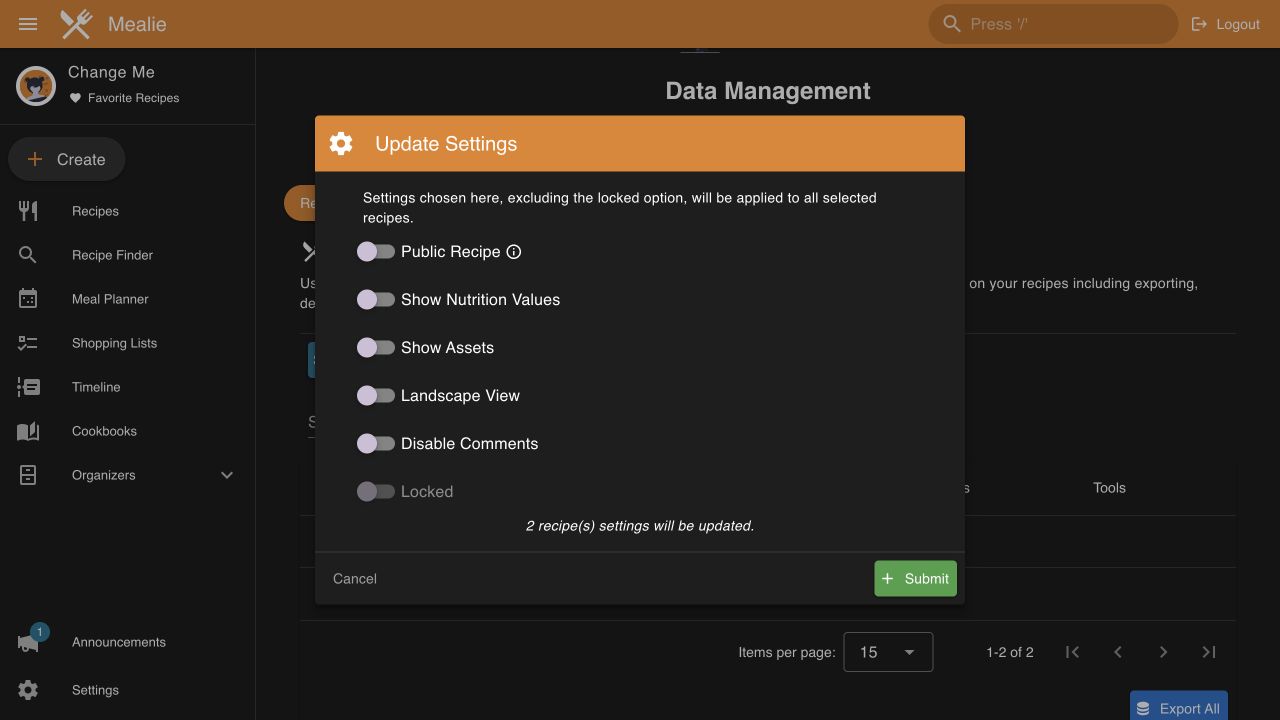 Mealie
Press '/'
Logout
Change Me
Favorite Recipes
Data Management
Create
Update Settings
Settings chosen here, excluding the locked option, will be applied to all selected
recipes.
Recipes
Public Recipe
Recipe Finder
on your recipes including exporting,
Meal Planner
Show Nutrition Values
Shopping Lists
Show Assets
Timeline
Landscape View
Cookbooks
Disable Comments
Organizers
Locked
Tools
2 recipe(s) settings will be updated.
Cancel
Submit
1
Announcements
Items per page:
15
1-2 of 2
Settings
Export All